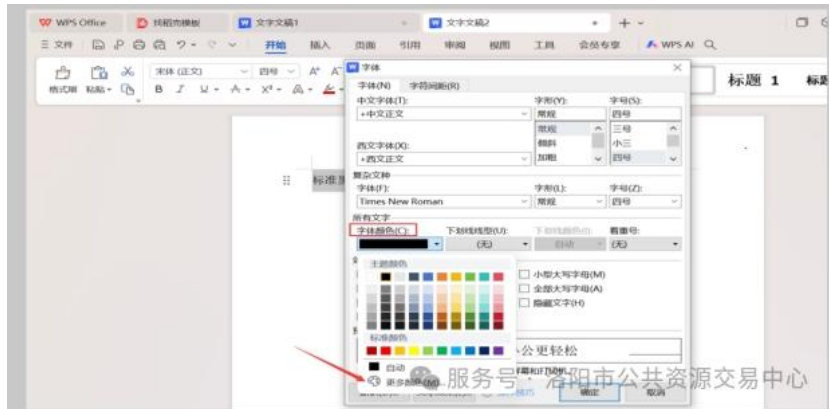 WPS Office 找稻壳模板 W 文字文稿1 W 文字文稿2
三 文件 开始 插入 页面 引用 审阅 视图 工具 会员专享 WPS AI
格式刷 粘贴 宋体 (正文) 四号 A⁺ A⁻ 标题 1 标题
B I U A X² A
W 字体
字体(N) 字符间距(R)
中文字体(T): 字形(Y): 字号(S):
+中文正文 常规 四号
常规 三号
倾斜 小三
西文字体(X):
+西文正文 加粗 四号
标准黑
复杂文种
字体(F): 字形(L): 字号(Z):
Times New Roman 常规 四号
所有文字
字体颜色(C): 下划线线型(U): 下划线颜色(I): 着重号:
(无) 自动 (无)
主题颜色
小型大写字母(M)
全部大写字母(A)
隐藏文字(H)
标准颜色
公更轻松
自动
更多颜色(M)...
服务号 · 洛阳市公共资源交易中心
确定 取消